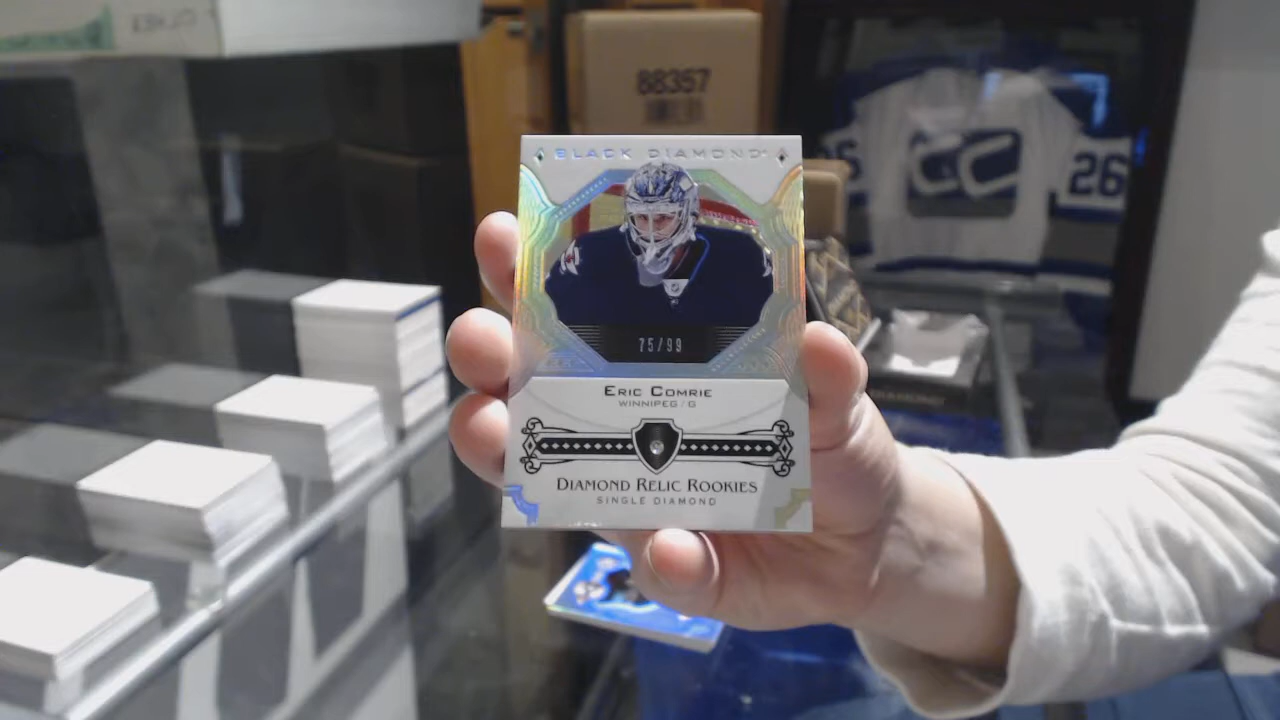 88357
26
BLACK DIAMOND
75/99
ERIC COMRIE
WINNIPEG / G
DIAMOND RELIC ROOKIES
SINGLE DIAMOND